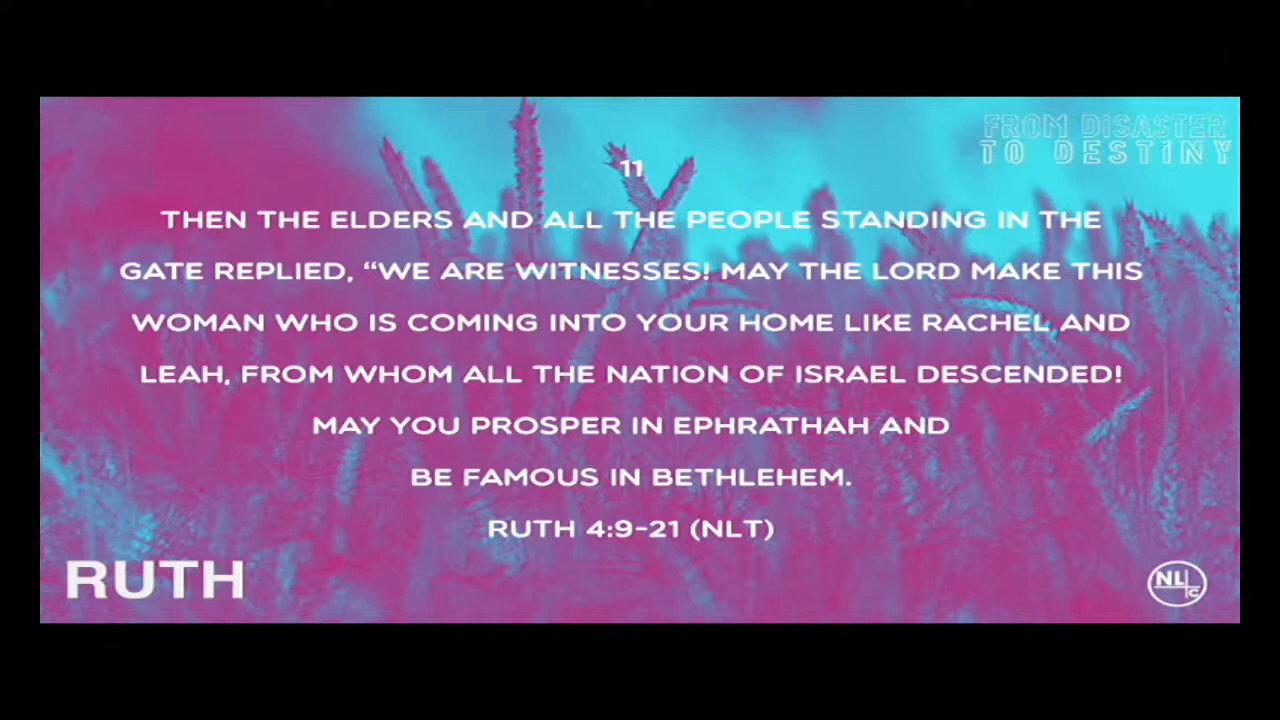 FROM DISASTER
TO DESTINY
11
THEN THE ELDERS AND ALL THE PEOPLE STANDING IN THE
GATE REPLIED, “WE ARE WITNESSES! MAY THE LORD MAKE THIS
WOMAN WHO IS COMING INTO YOUR HOME LIKE RACHEL AND
LEAH, FROM WHOM ALL THE NATION OF ISRAEL DESCENDED!
MAY YOU PROSPER IN EPHRATHAH AND
BE FAMOUS IN BETHLEHEM.
RUTH 4:9-21 (NLT)
RUTH
NLC